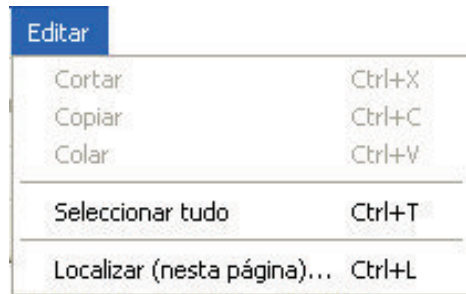 Editar
Cortar Ctrl+X
Copiar Ctrl+C
Colar Ctrl+V
Seleccionar tudo Ctrl+T
Localizar (nesta página)... Ctrl+L